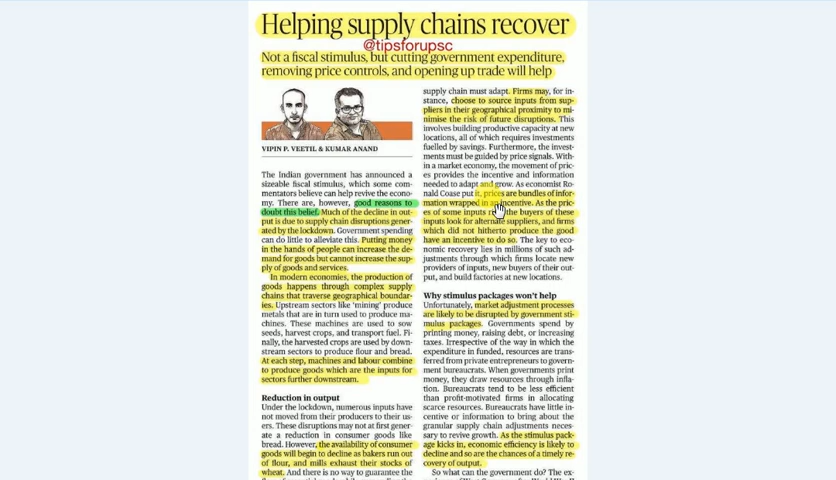 Helping supply chains recover
@tipsforupsc
Not a fiscal stimulus, but cutting government expenditure,
removing price controls, and opening up trade will help
VIPIN P. VEETIL & KUMAR ANAND
The Indian government has announced a
sizeable fiscal stimulus, which some com-
mentators believe can help revive the econo-
my. There are, however, good reasons to
doubt this belief. Much of the decline in out-
put is due to supply chain disruptions gener-
ated by the lockdown. Government spending
can do little to alleviate this. Putting money
in the hands of people can increase the de-
mand for goods but cannot increase the sup-
ply of goods and services.
In modern economies, the production of
goods happens through complex supply
chains that traverse geographical boundar-
ies. Upstream sectors like 'mining' produce
metals that are in turn used to produce ma-
chines. These machines are used to sow
seeds, harvest crops, and transport fuel. Fi-
nally, the harvested crops are used by down-
stream sectors to produce flour and bread.
At each step, machines and labour combine
to produce goods which are the inputs for
sectors further downstream.
Reduction in output
Under the lockdown, numerous inputs have
not moved from their producers to their us-
ers. These disruptions may not at first gener-
ate a reduction in consumer goods like
bread. However, the availability of consumer
goods will begin to decline as bakers run out
of flour, and mills exhaust their stocks of
wheat. And there is no way to guarantee the
supply chain must adapt. Firms may, for in-
stance, choose to source inputs from sup-
pliers in their geographical proximity to mi-
nimise the risk of future disruptions. This
involves building productive capacity at new
locations, all of which requires investments
fuelled by savings. Furthermore, the invest-
ments must be guided by price signals. With-
in a market economy, the movement of pric-
es provides the incentive and information
needed to adapt and grow. As economist Ro-
nald Coase put it, prices are bundles of infor-
mation wrapped in an incentive. As the pric-
es of some inputs the buyers of these
inputs look for alternate suppliers, and firms
which did not hitherto produce the good
have an incentive to do so. The key to eco-
nomic recovery lies in millions of such ad-
justments through which firms locate new
providers of inputs, new buyers of their out-
put, and build factories at new locations.
Why stimulus packages won't help
Unfortunately, market adjustment processes
are likely to be disrupted by government sti-
mulus packages. Governments spend by
printing money, raising debt, or increasing
taxes. Irrespective of the way in which the
expenditure in funded, resources are trans-
ferred from private entrepreneurs to govern-
ment bureaucrats. When governments print
money, they draw resources through infla-
tion. Bureaucrats tend to be less efficient
than profit-motivated firms in allocating
scarce resources. Bureaucrats have little in-
centive or information to bring about the
granular supply chain adjustments neces-
sary to revive growth. As the stimulus pack-
age kicks in, economic efficiency is likely to
decline and so are the chances of a timely re-
covery of output.
So what can the government do? The ex-